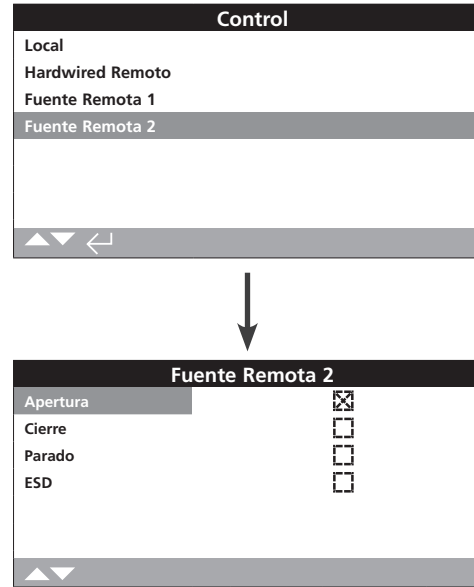 Control
Local
Hardwired Remoto
Fuente Remota 1
Fuente Remota 2
Fuente Remota 2
Apertura
Cierre
Parado
ESD